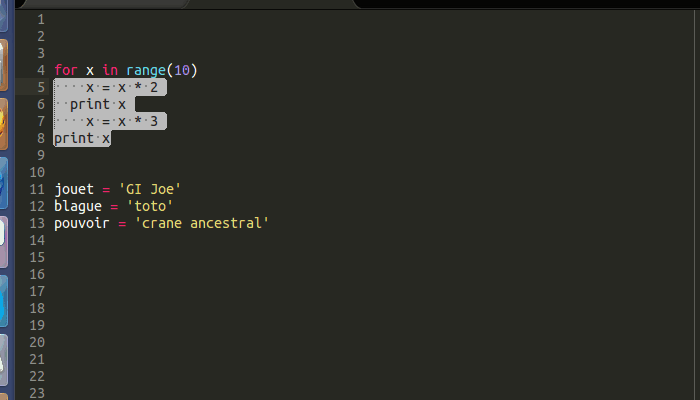 1
2
3
4 for x in range(10)
5     x = x * 2
6   print x
7     x = x * 3
8 print x
9
10
11 jouet = 'GI Joe'
12 blague = 'toto'
13 pouvoir = 'crane ancestral'
14
15
16
17
18
19
20
21
22
23